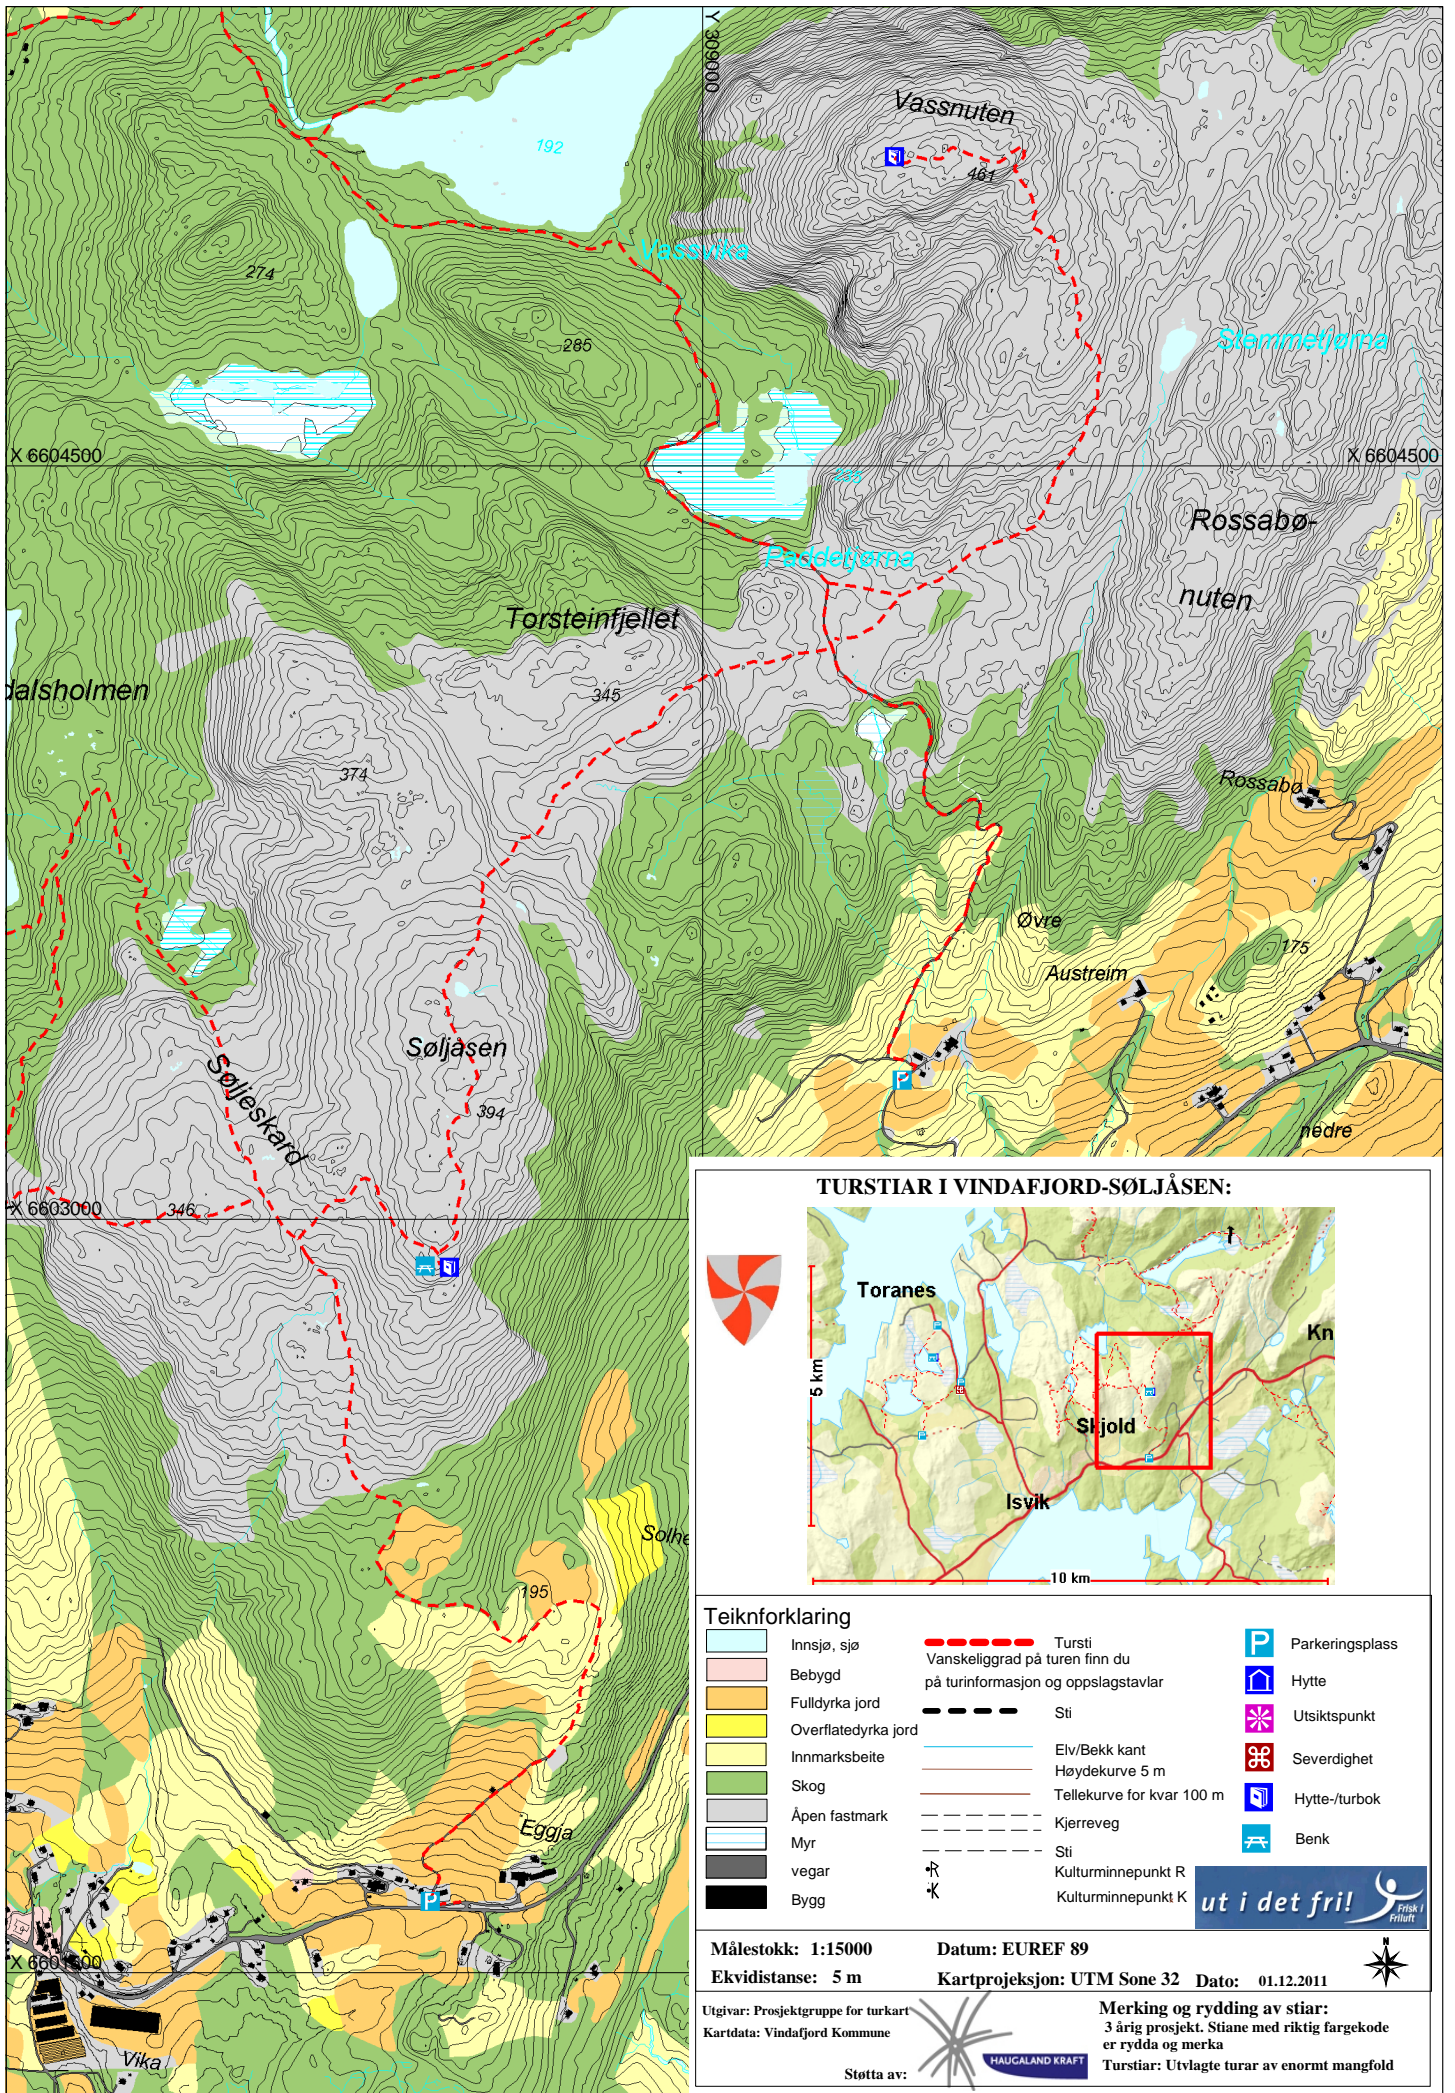 Y 309000
Vassnuten
192
461
Vassvika
274
285
Stemmetjørna
X 6604500
X 6604500
235
Rossabø-
nuten
Paddetjørna
Torsteinfjellet
345
dalsholmen
374
Rossabø
Øvre
175
Austreim
Søljåsen
Søljeskard
394
nedre
X 6603000
346
Solhe
195
Eggja
X 6601500
Vika
TURSTIAR I VINDAFJORD-SØLJÅSEN:
Toranes
Kn
5 km
Skjold
Isvik
10 km
Teiknforklaring
Innsjø, sjø
Bebygd
Fulldyrka jord
Overflatedyrka jord
Innmarksbeite
Skog
Åpen fastmark
Myr
vegar
Bygg
Tursti
Vanskeliggrad på turen finn du
på turinformasjon og oppslagstavlar
Sti
Elv/Bekk kant
Høydekurve 5 m
Tellekurve for kvar 100 m
Kjerreveg
Sti
R
Kulturminnepunkt R
K
Kulturminnepunkt K
P
Parkeringsplass
Hytte
Utsiktspunkt
Severdighet
Hytte-/turbok
Benk
ut i det fri!
Frisk i
Friluft
Målestokk: 1:15000
Datum: EUREF 89
Ekvidistanse: 5 m
Kartprojeksjon: UTM Sone 32
Dato: 01.12.2011
N
Utgivar: Prosjektgruppe for turkart
Kartdata: Vindafjord Kommune
Støtta av:
HAUGALAND KRAFT
Merking og rydding av stiar:
3 årig prosjekt. Stiane med riktig fargekode
er rydda og merka
Turstiar: Utvlagte turar av enormt mangfold